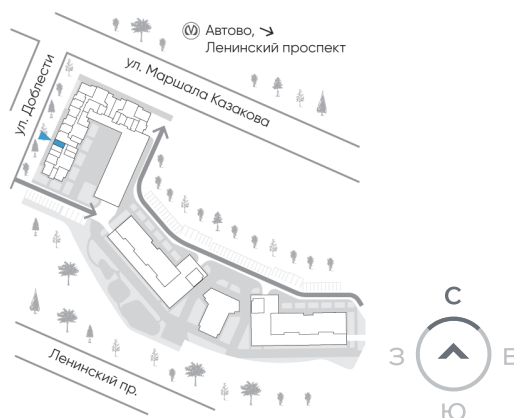 Автово, ↘
Ленинский проспект
ул. Маршала Казакова
ул. Доблести
Ленинский пр.
С
З
В
Ю